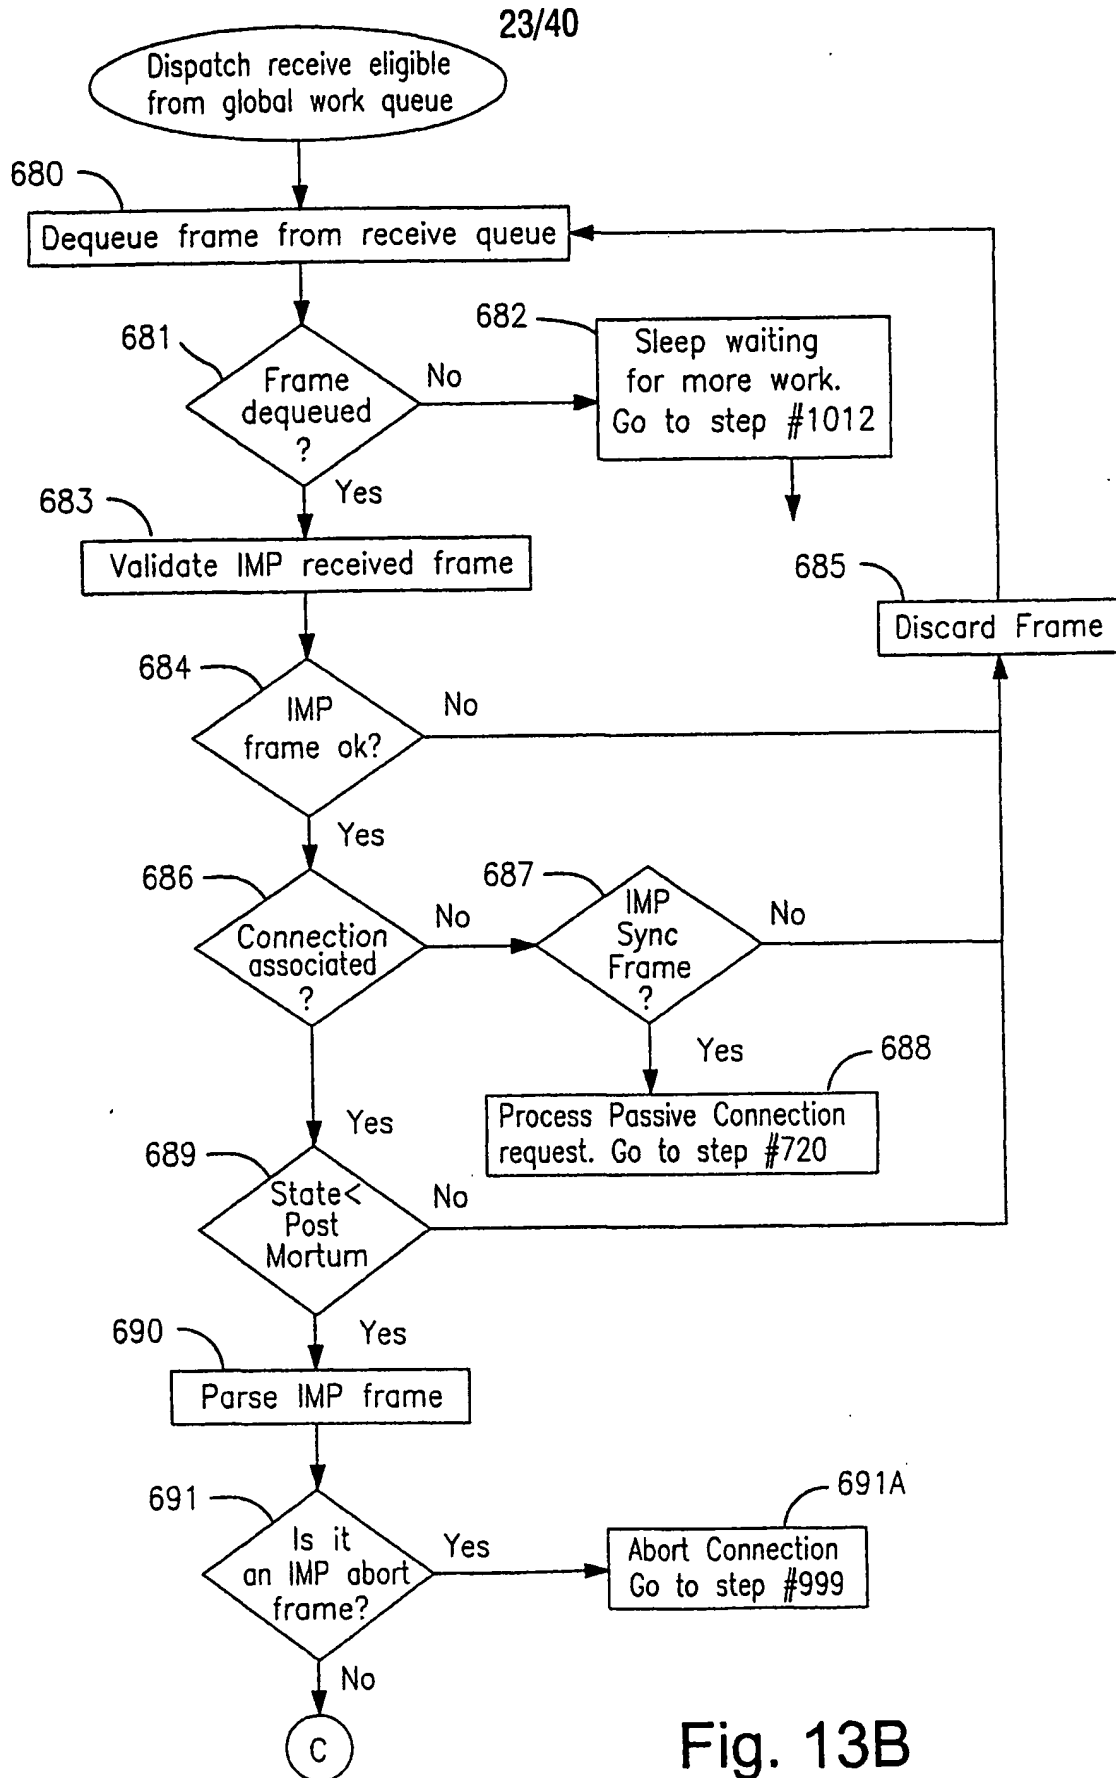 23/40
Dispatch receive eligible
from global work queue
680
Dequeue frame from receive queue
681
Frame
dequeued
?
No
682
Sleep waiting
for more work.
Go to step #1012
Yes
683
Validate IMP received frame
685
Discard Frame
684
IMP
frame ok?
No
Yes
686
Connection
associated
?
No
687
IMP
Sync
Frame
?
No
Yes
688
Process Passive Connection
request. Go to step #720
Yes
689
State<
Post
Mortum
No
Yes
690
Parse IMP frame
691
Is it
an IMP abort
frame?
Yes
691A
Abort Connection
Go to step #999
No
C
Fig. 13B